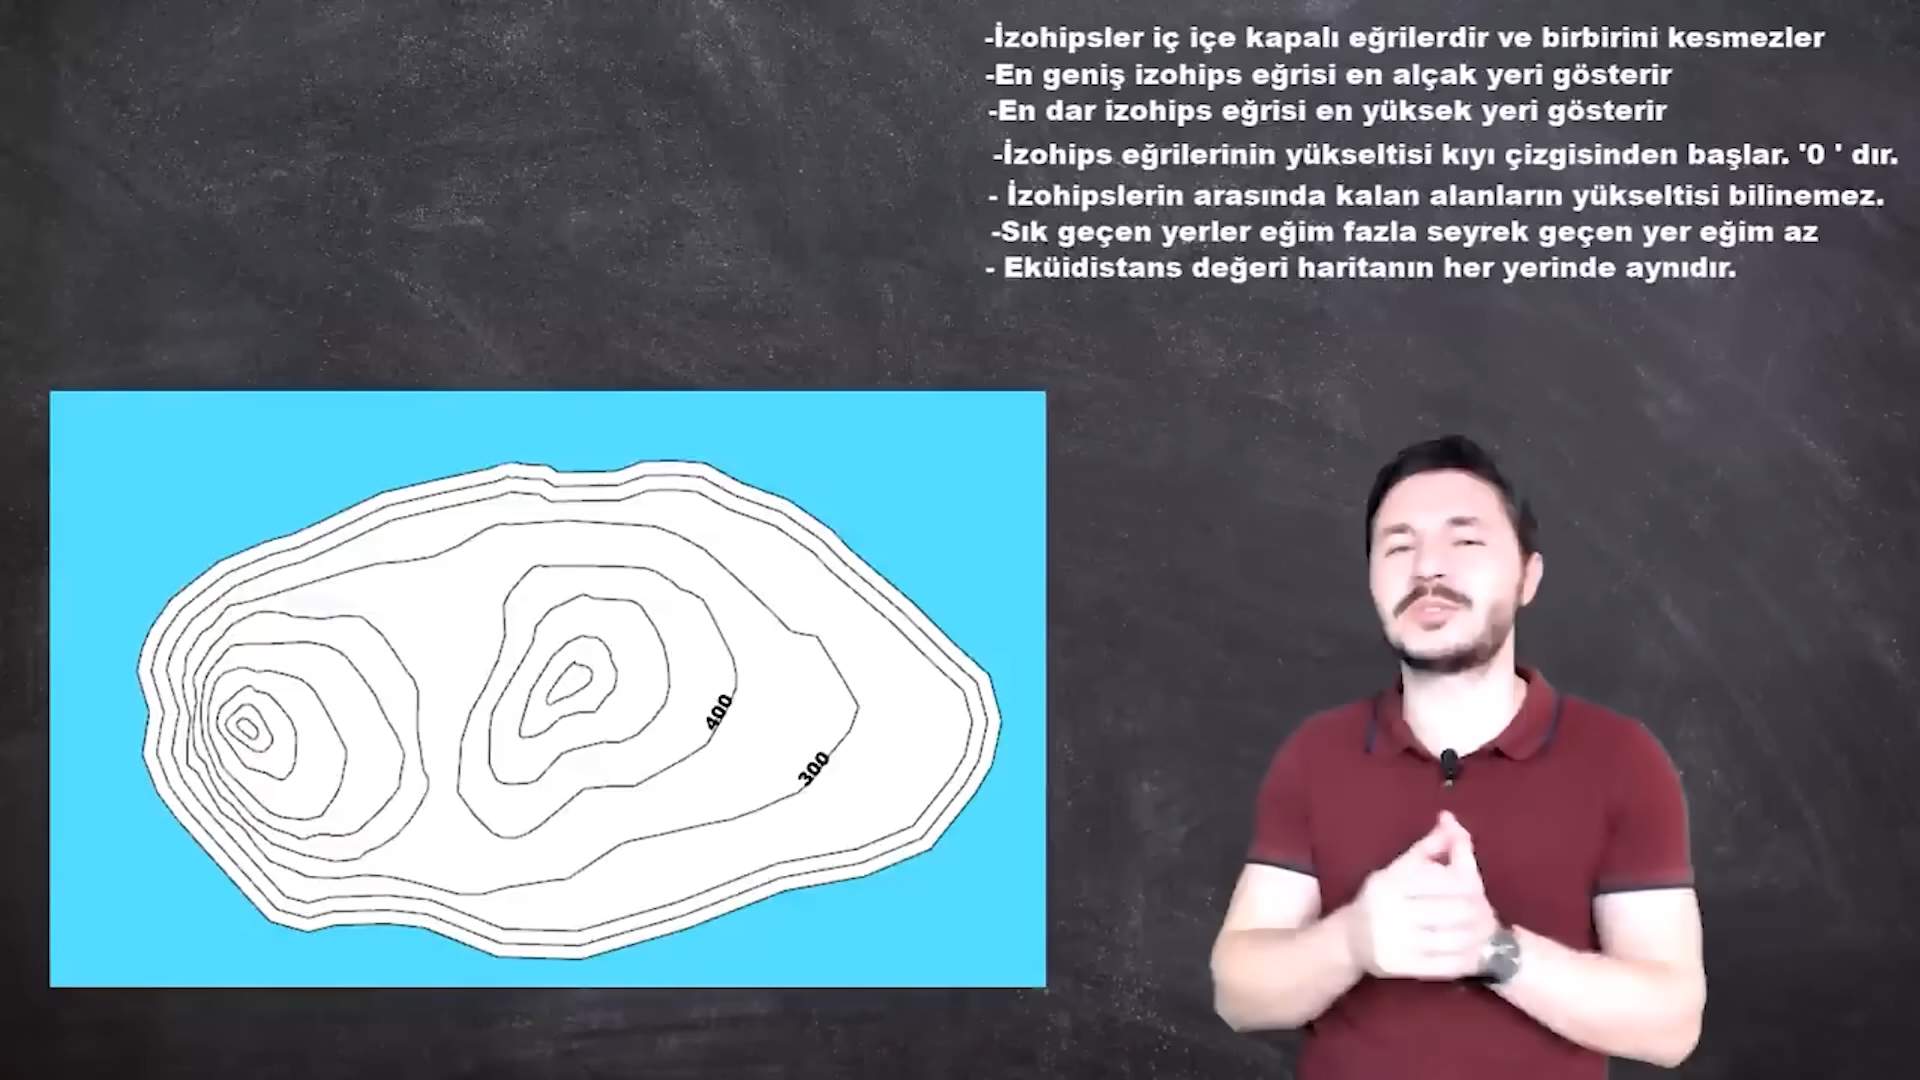 -İzohipsler iç içe kapalı eğrilerdir ve birbirini kesmezler
-En geniş izohips eğrisi en alçak yeri gösterir
-En dar izohips eğrisi en yüksek yeri gösterir
-İzohips eğrilerinin yükseltisi kıyı çizgisinden başlar. '0 ' dır.
- İzohipslerin arasında kalan alanların yükseltisi bilinemez.
-Sık geçen yerler eğim fazla seyrek geçen yer eğim az
- Eküidistans değeri haritanın her yerinde aynıdır.
400
300